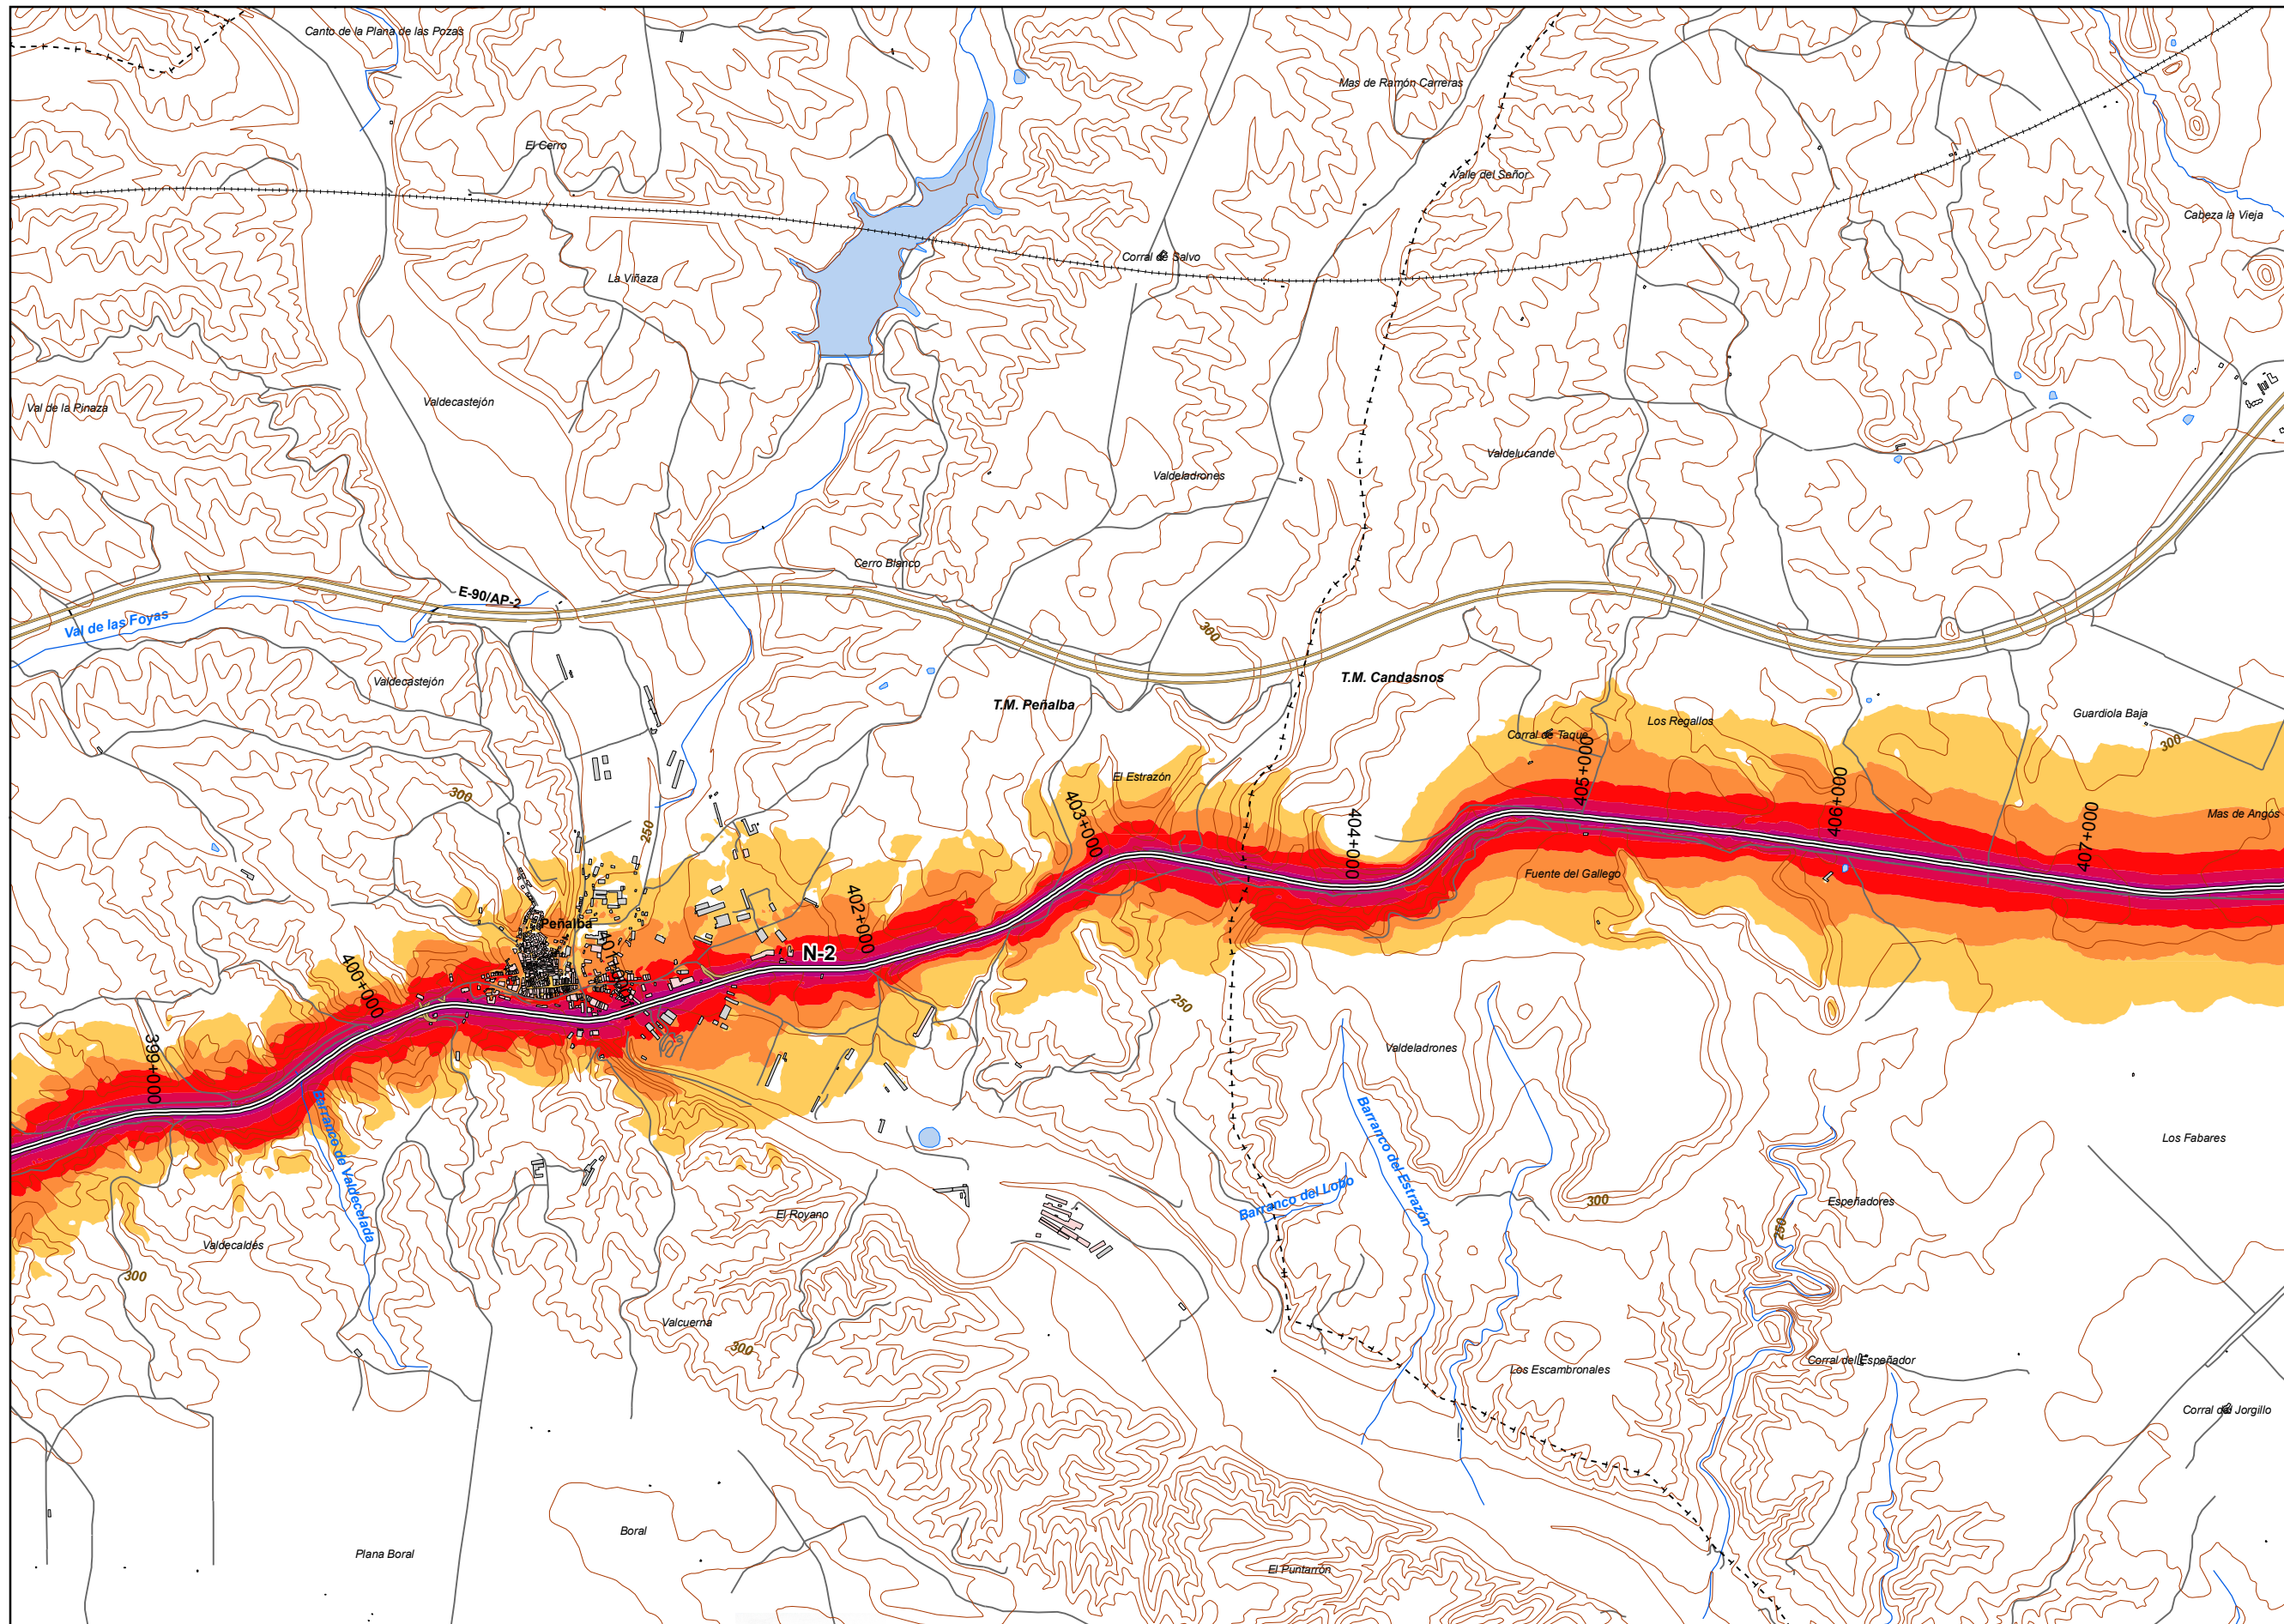 Canto de la Plana de las Pozas
Mas de Ramón Carreras
El Cerro
Valle del Señor
Cabeza la Vieja
Corral de Salvo
La Viñaza
Valdecastejón
Val de la Pinaza
Valdelucande
Valdeladrones
Cerro Blanco
E-90/AP-2
Val de las Foyas
300
T.M. Candasnos
Valdecastejón
T.M. Peñalba
Guardiola Baja
Los Regallos
Corral de Taque
300
El Estrazón
405+000
406+000
300
403+000
404+000
407+000
Mas de Angós
250
Fuente del Gallego
402+000
Peñalba
401+000
N-2
400+000
250
399+000
Valdeladrones
Barranco de Valdecelada
Barranco del Estrazón
Los Fabares
Barranco del Lobo
300
Espeñadores
El Royano
250
Valdecaldés
300
Valcuerna
300
Corral del Espeñador
Los Escambronales
Corral de Jorgillo
Boral
Plana Boral
El Puntarrón